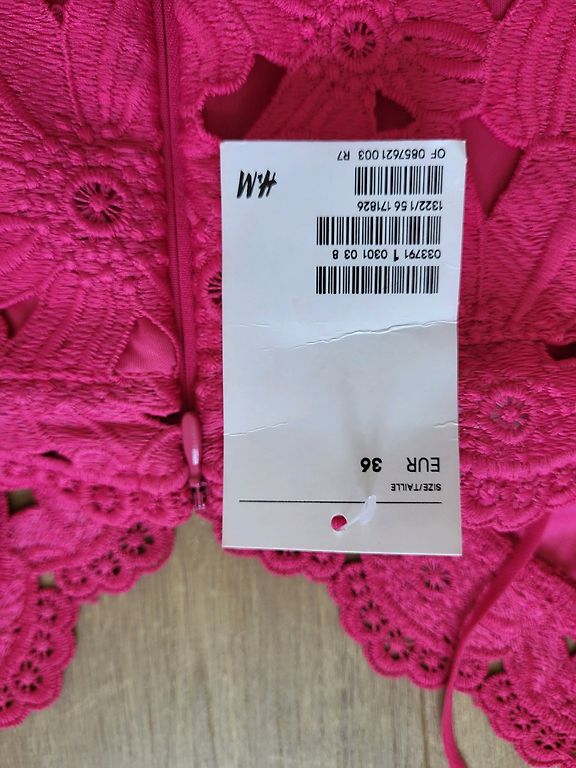 SIZE/TAILLE
EUR 36
033791 1 0301 03 8
1322/1 56 171826
H&M
OF 0857621 003 R7